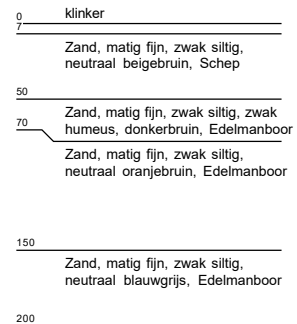 0 klinker
7
Zand, matig fijn, zwak siltig,
neutraal beigebruin, Schep
50
Zand, matig fijn, zwak siltig, zwak
humeus, donkerbruin, Edelmanboor
70
Zand, matig fijn, zwak siltig,
neutraal oranjebruin, Edelmanboor
150
Zand, matig fijn, zwak siltig,
neutraal blauwgrijs, Edelmanboor
200